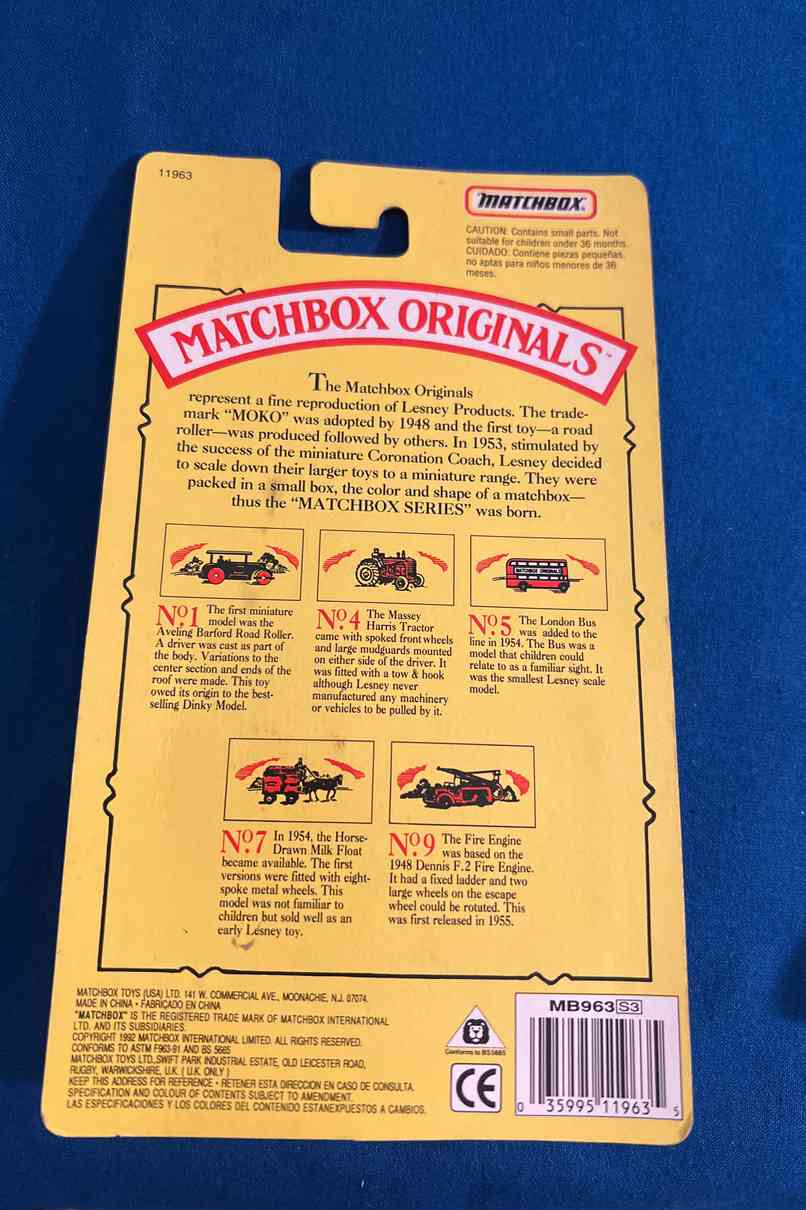 11963
MATCHBOX
CAUTION: Contains small parts. Not
suitable for children under 36 months.
CUIDADO: Contiene piezas pequeñas,
no aptas para niños menores de 36
meses.
MATCHBOX ORIGINALS™
The Matchbox Originals
represent a fine reproduction of Lesney Products. The trade-
mark “MOKO” was adopted by 1948 and the first toy—a road
roller—was produced followed by others. In 1953, stimulated by
the success of the miniature Coronation Coach, Lesney decided
to scale down their larger toys to a miniature range. They were
packed in a small box, the color and shape of a matchbox—
thus the “MATCHBOX SERIES” was born.
No.1 The first miniature
model was the
Aveling Barford Road Roller.
A driver was cast as part of
the body. Variations to the
center section and ends of the
roof were made. This toy
owed its origin to the best-
selling Dinky Model.
No.4 The Massey
Harris Tractor
came with spoked front wheels
and large mudguards mounted
on either side of the driver. It
was fitted with a tow & hook
although Lesney never
manufactured any machinery
or vehicles to be pulled by it.
MATCHBOX ORIGINALS
No.5 The London Bus
was added to the
line in 1954. The Bus was a
model that children could
relate to as a familiar sight. It
was the smallest Lesney scale
model.
No.7 In 1954, the Horse-
Drawn Milk Float
became available. The first
versions were fitted with eight-
spoke metal wheels. This
model was not familiar to
children but sold well as an
early Lesney toy.
No.9 The Fire Engine
was based on the
1948 Dennis F.2 Fire Engine.
It had a fixed ladder and two
large wheels on the escape
wheel could be rotated. This
was first released in 1955.
MATCHBOX TOYS (USA) LTD. 141 W. COMMERCIAL AVE., MOONACHIE, N.J. 07074.
MADE IN CHINA • FABRICADO EN CHINA
"MATCHBOX" IS THE REGISTERED TRADE MARK OF MATCHBOX INTERNATIONAL
LTD. AND ITS SUBSIDIARIES.
COPYRIGHT 1992 MATCHBOX INTERNATIONAL LIMITED. ALL RIGHTS RESERVED.
CONFORMS TO ASTM F963-91 AND BS 5665
MATCHBOX TOYS LTD.,SWIFT PARK INDUSTRIAL ESTATE, OLD LEICESTER ROAD,
RUGBY, WARWICKSHIRE, U.K. ( U.K. ONLY )
KEEP THIS ADDRESS FOR REFERENCE • RETENER ESTA DIRECCION EN CASO DE CONSULTA.
SPECIFICATION AND COLOUR OF CONTENTS SUBJECT TO AMENDMENT.
LAS ESPECIFICACIONES Y LOS COLORES DEL CONTENIDO ESTANEXPUESTOS A CAMBIOS.
Conforms to BS5665
CE
MB963 S3
0 35995 11963 5